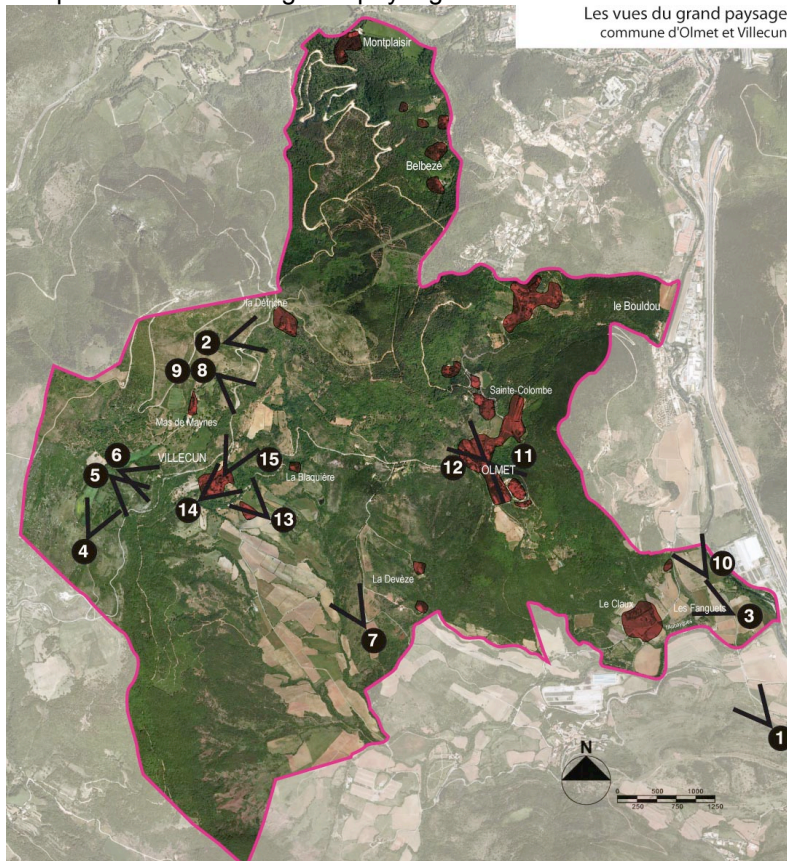 Les vues du grand paysage
commune d'Olmet et Villecun
Montplaisir
Belbezé
la Défriche
le Bouldou
2
9
8
Sainte-Colombe
Mas de Maynes
VILLECUN
6
5
15
La Blaquière
12
OLMET
11
14
13
4
10
La Devèze
Le Claux
Les Fanguets
3
7
1
N
0
500
1000
250
750
1250